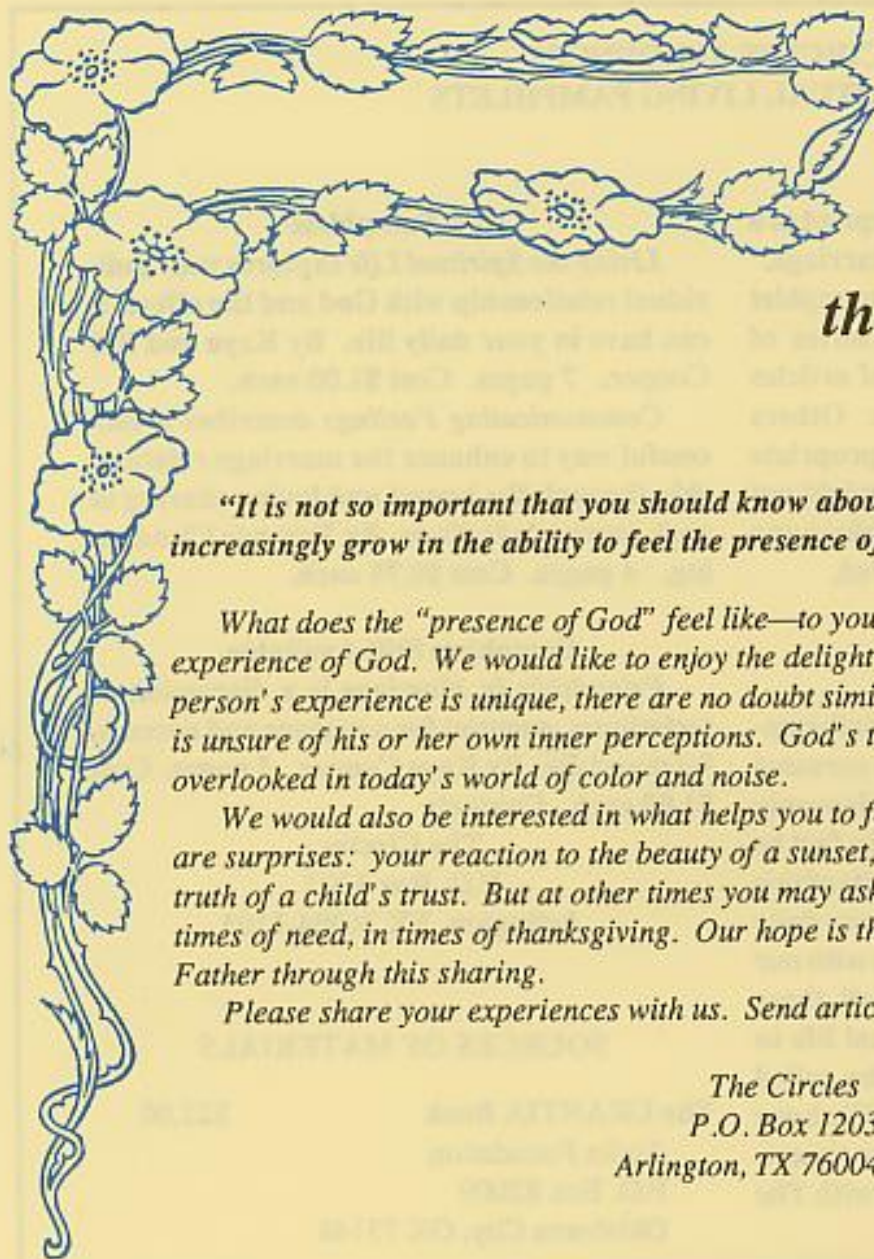 th
"It is not so important that you should know abou
increasingly grow in the ability to feel the presence of
What does the "presence of God" feel like—to you
experience of God. We would like to enjoy the delight
person's experience is unique, there are no doubt simi
is unsure of his or her own inner perceptions. God's t
overlooked in today's world of color and noise.
We would also be interested in what helps you to f
are surprises: your reaction to the beauty of a sunset,
truth of a child's trust. But at other times you may ask
times of need, in times of thanksgiving. Our hope is th
Father through this sharing.
Please share your experiences with us. Send artic
The Circles
P.O. Box 1203
Arlington, TX 76004